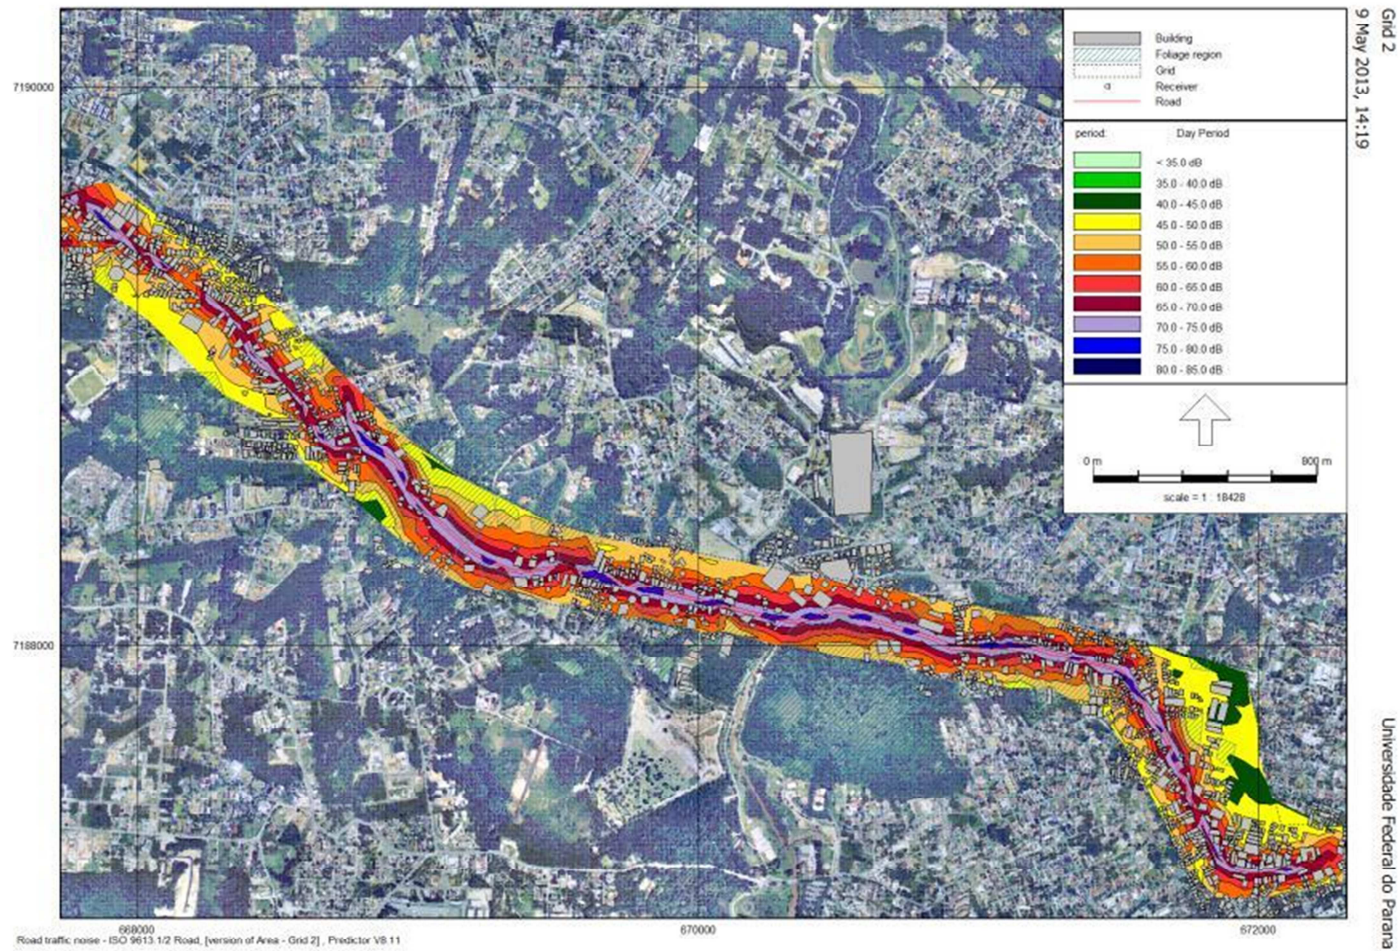 Grid 2
9 May 2013, 14:19
Building
Foliage region
Grid
Receiver
Road
period: Day Period
< 35.0 dB
35.0 - 40.0 dB
40.0 - 45.0 dB
45.0 - 50.0 dB
50.0 - 55.0 dB
55.0 - 60.0 dB
60.0 - 65.0 dB
65.0 - 70.0 dB
70.0 - 75.0 dB
75.0 - 80.0 dB
80.0 - 85.0 dB
0 m 800 m
scale = 1 : 18428
7190000
7188000
668000 670000 672000
Road traffic noise - ISO 9613.1/2 Road, [version of Area - Grid 2] , Predictor V8.11
Universidade Federal do Parana